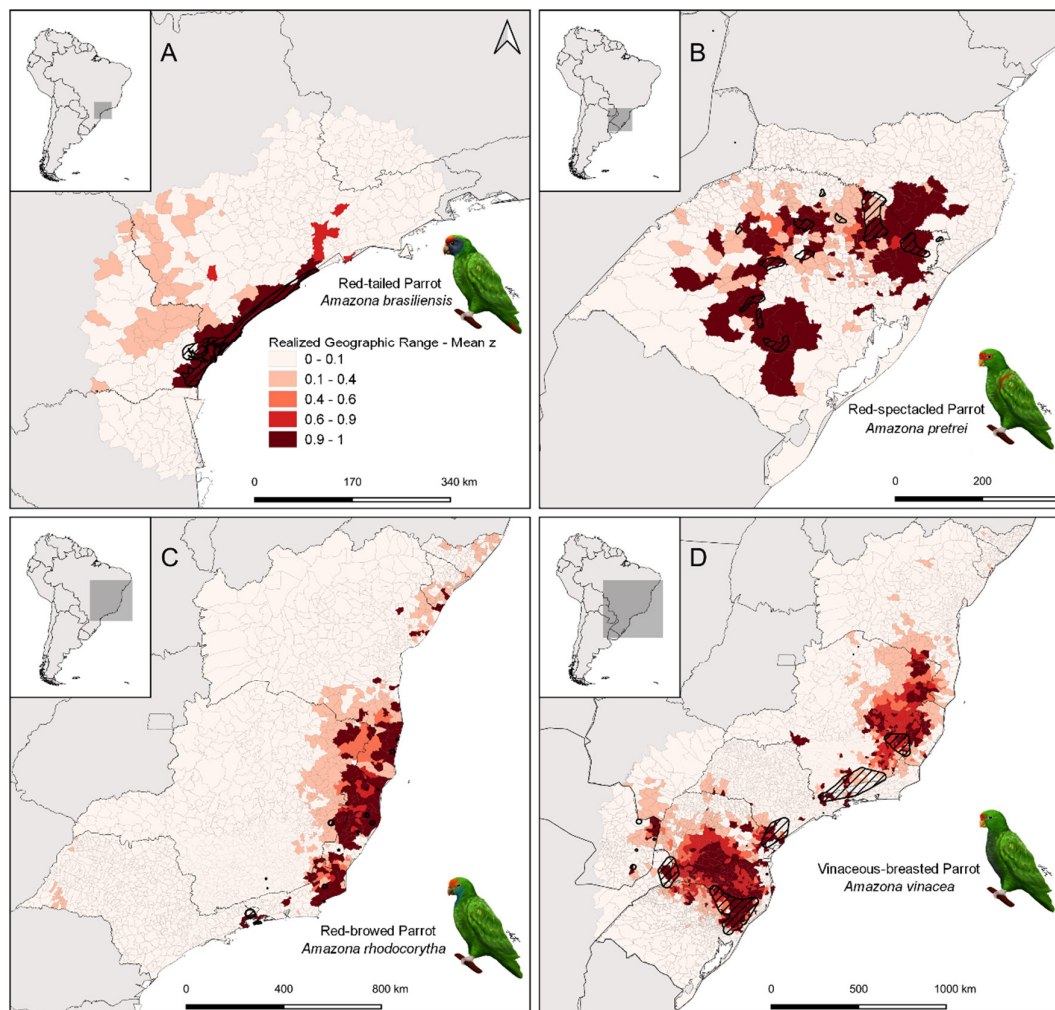 A
Red-tailed Parrot
Amazona brasiliensis
Realized Geographic Range - Mean z
0 - 0.1
0.1 - 0.4
0.4 - 0.6
0.6 - 0.9
0.9 - 1
0 170 340 km
B
Red-spectacled Parrot
Amazona pretrei
0 200
C
Red-browed Parrot
Amazona rhodocorytha
0 400 800 km
D
Vinaceous-breasted Parrot
Amazona vinacea
0 500 1000 km